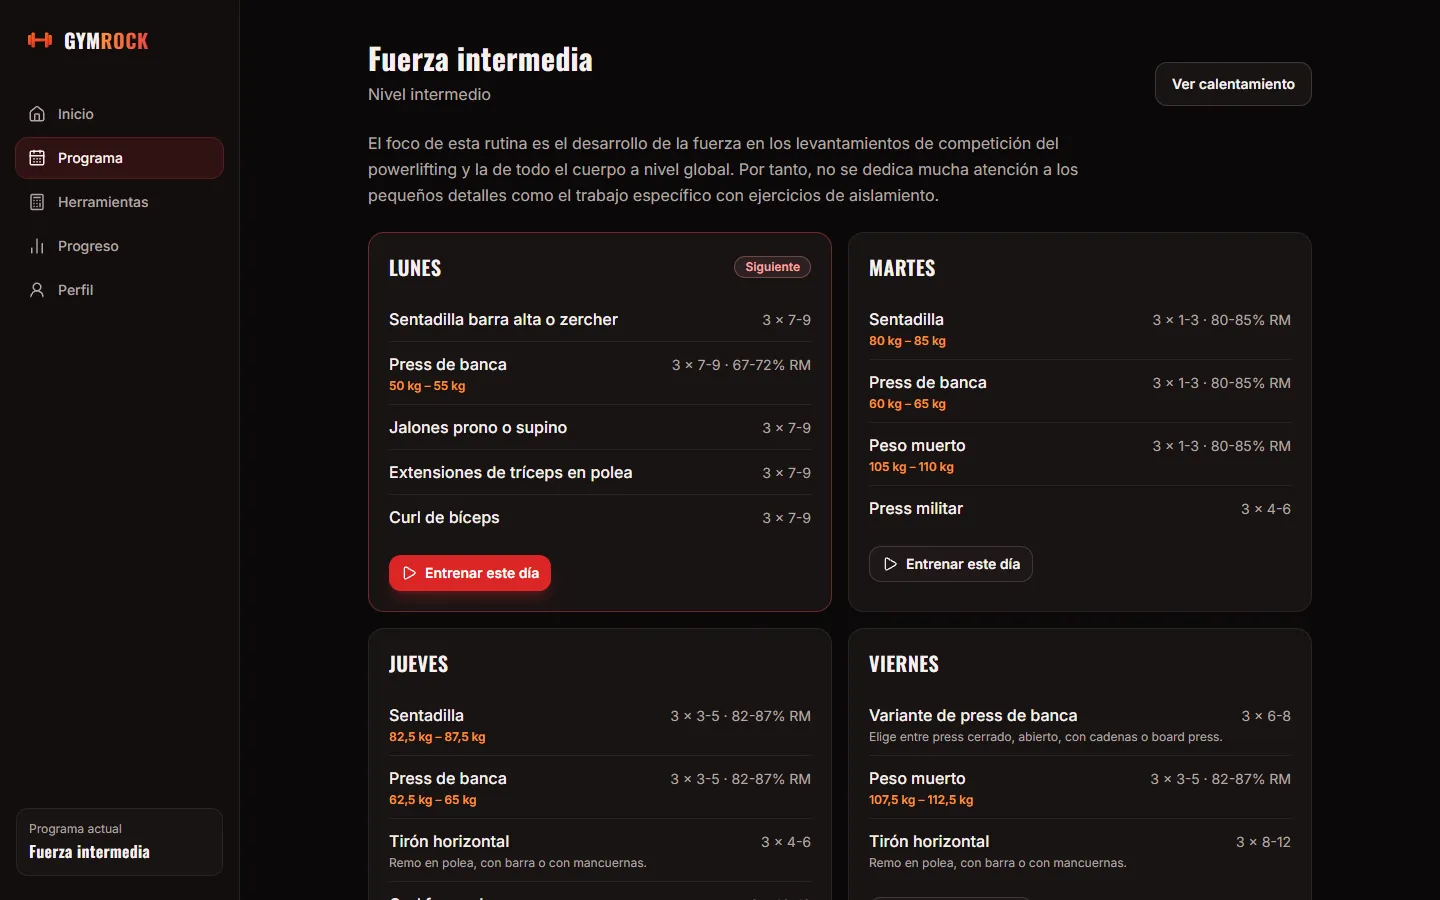 GYMROCK
Inicio
Programa
Herramientas
Progreso
Perfil
Programa actual
Fuerza intermedia
Fuerza intermedia
Nivel intermedio
Ver calentamiento
El foco de esta rutina es el desarrollo de la fuerza en los levantamientos de competición del
powerlifting y la de todo el cuerpo a nivel global. Por tanto, no se dedica mucha atención a los
pequeños detalles como el trabajo específico con ejercicios de aislamiento.
LUNES
Siguiente
Sentadilla barra alta o zercher 3 × 7-9
Press de banca 3 × 7-9 · 67-72% RM
50 kg – 55 kg
Jalones prono o supino 3 × 7-9
Extensiones de tríceps en polea 3 × 7-9
Curl de bíceps 3 × 7-9
Entrenar este día
MARTES
Sentadilla 3 × 1-3 · 80-85% RM
80 kg – 85 kg
Press de banca 3 × 1-3 · 80-85% RM
60 kg – 65 kg
Peso muerto 3 × 1-3 · 80-85% RM
105 kg – 110 kg
Press militar 3 × 4-6
Entrenar este día
JUEVES
Sentadilla 3 × 3-5 · 82-87% RM
82,5 kg – 87,5 kg
Press de banca 3 × 3-5 · 82-87% RM
62,5 kg – 65 kg
Tirón horizontal 3 × 4-6
Remo en polea, con barra o con mancuernas.
VIERNES
Variante de press de banca 3 × 6-8
Elige entre press cerrado, abierto, con cadenas o board press.
Peso muerto 3 × 3-5 · 82-87% RM
107,5 kg – 112,5 kg
Tirón horizontal 3 × 8-12
Remo en polea, con barra o con mancuernas.